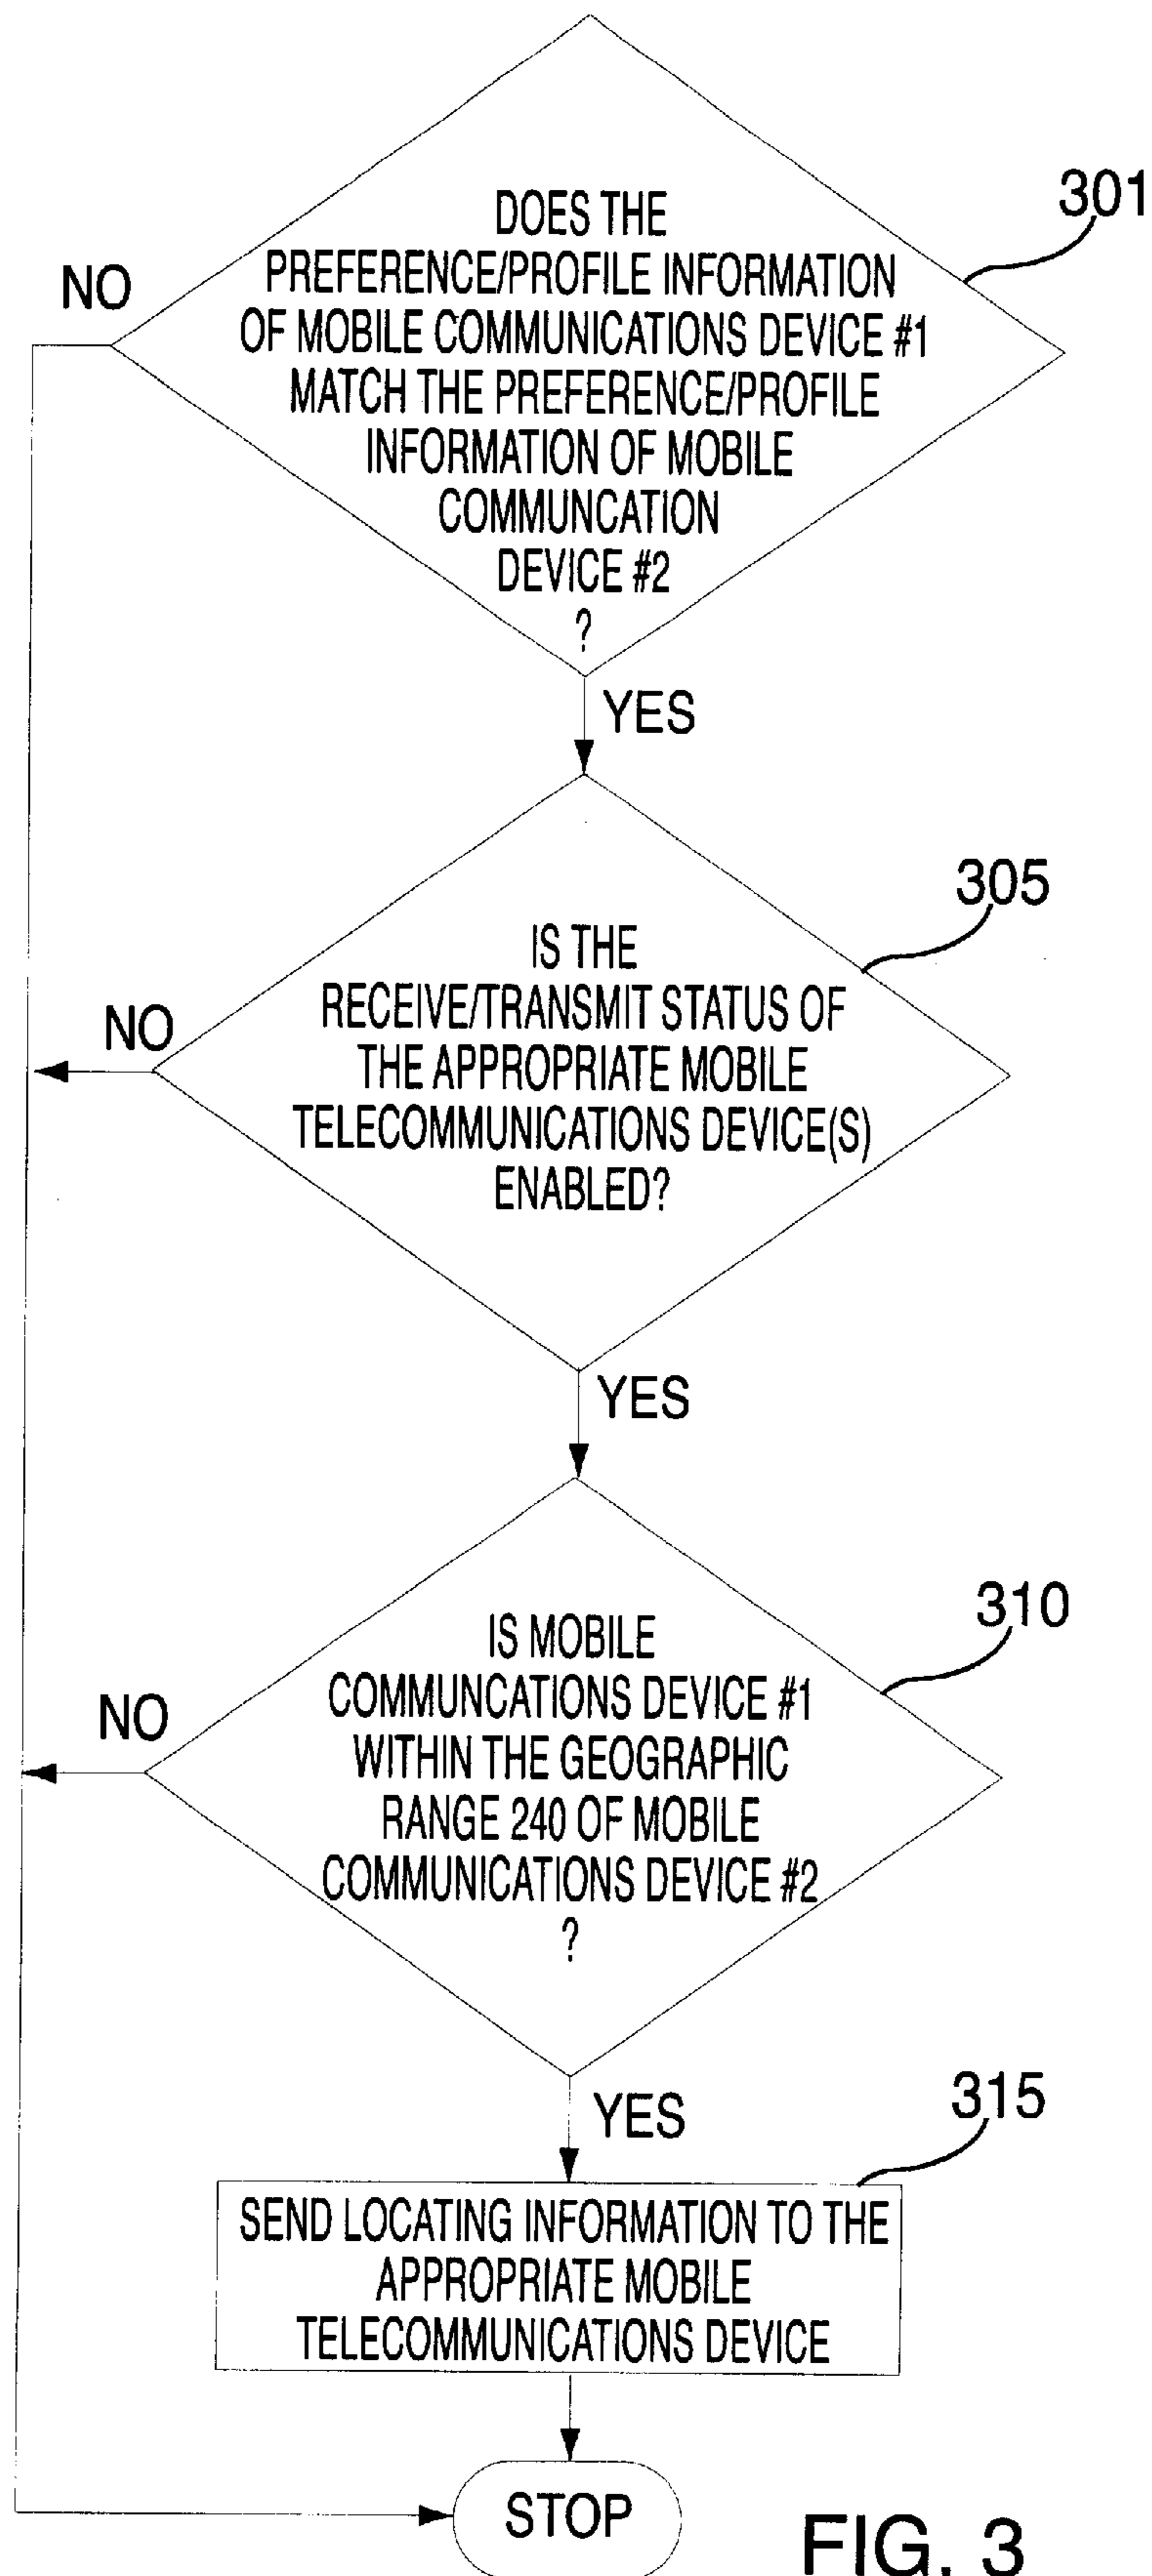 DOES THE
PREFERENCE/PROFILE INFORMATION
OF MOBILE COMMUNICATIONS DEVICE #1
MATCH THE PREFERENCE/PROFILE
INFORMATION OF MOBILE
COMMUNCATION
DEVICE #2
?
301
NO
YES
IS THE
RECEIVE/TRANSMIT STATUS OF
THE APPROPRIATE MOBILE
TELECOMMUNICATIONS DEVICE(S)
ENABLED?
305
NO
YES
IS MOBILE
COMMUNCATIONS DEVICE #1
WITHIN THE GEOGRAPHIC
RANGE 240 OF MOBILE
COMMUNICATIONS DEVICE #2
?
310
NO
YES
315
SEND LOCATING INFORMATION TO THE
APPROPRIATE MOBILE
TELECOMMUNICATIONS DEVICE
STOP
FIG. 3